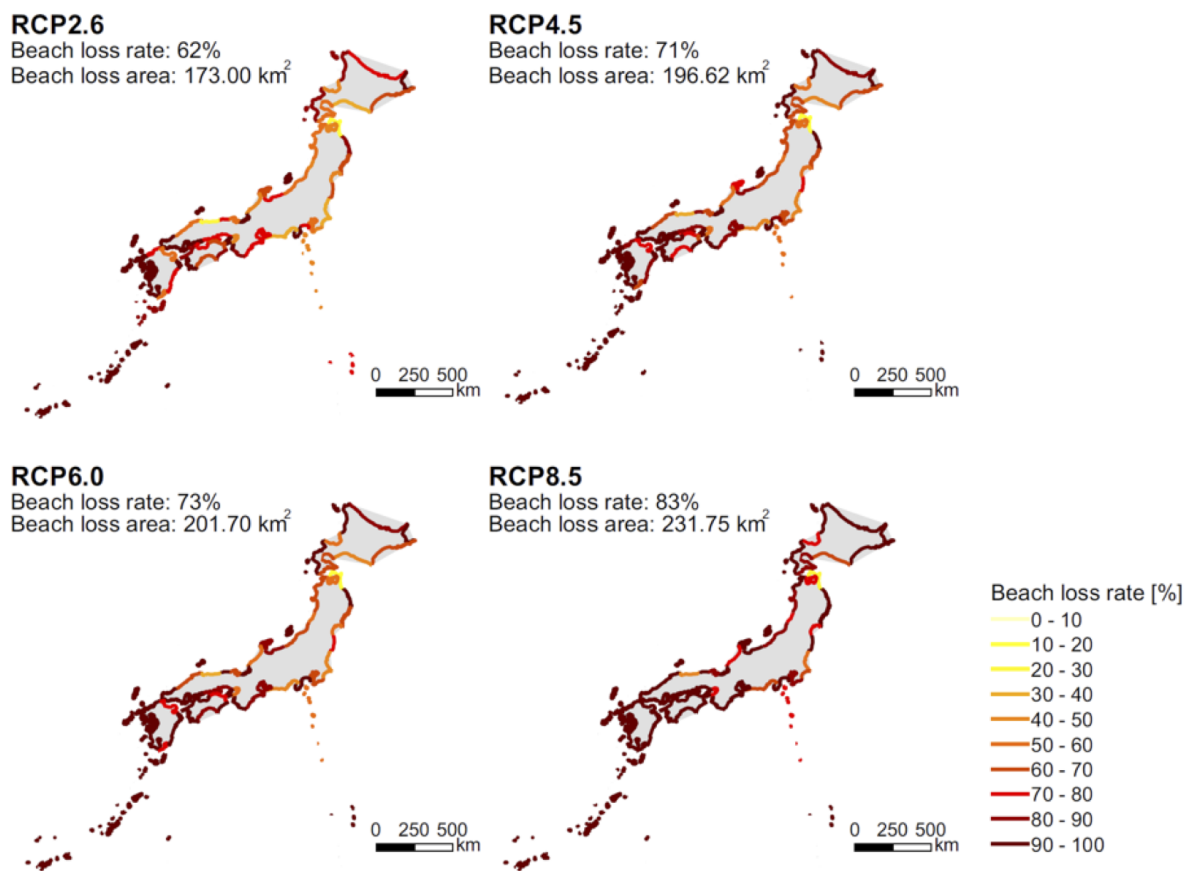 RCP2.6
Beach loss rate: 62%
Beach loss area: 173.00 km²
0 250 500
km
RCP4.5
Beach loss rate: 71%
Beach loss area: 196.62 km²
0 250 500
km
RCP6.0
Beach loss rate: 73%
Beach loss area: 201.70 km²
0 250 500
km
RCP8.5
Beach loss rate: 83%
Beach loss area: 231.75 km²
0 250 500
km
Beach loss rate [%]
0 - 10
10 - 20
20 - 30
30 - 40
40 - 50
50 - 60
60 - 70
70 - 80
80 - 90
90 - 100